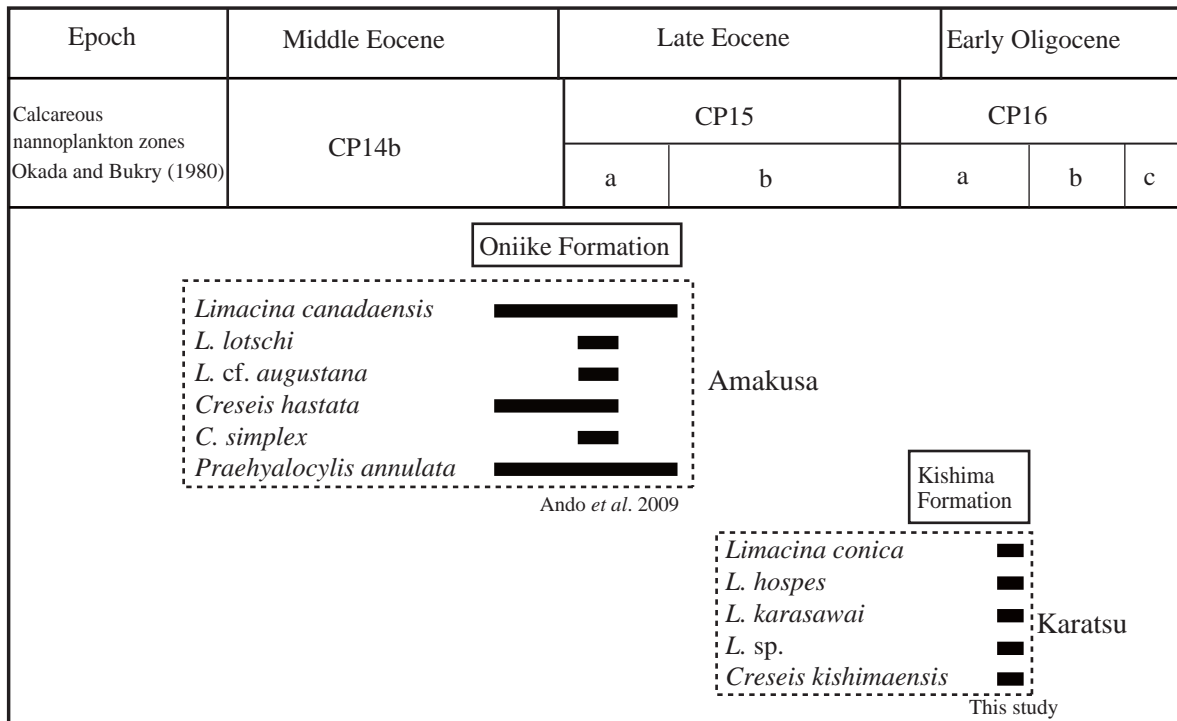 Epoch
Middle Eocene
Late Eocene
Early Oligocene
Calcareous
nannoplankton zones
Okada and Bukry (1980)
CP14b
CP15
CP16
a
b
a
b
c
Oniike Formation
Limacina canadaensis
L. lotschi
L. cf. augustana
Creseis hastata
C. simplex
Praehyalocylis annulata
Amakusa
Ando et al. 2009
Kishima
Formation
Limacina conica
L. hospes
L. karasawai
L. sp.
Creseis kishimaensis
Karatsu
This study